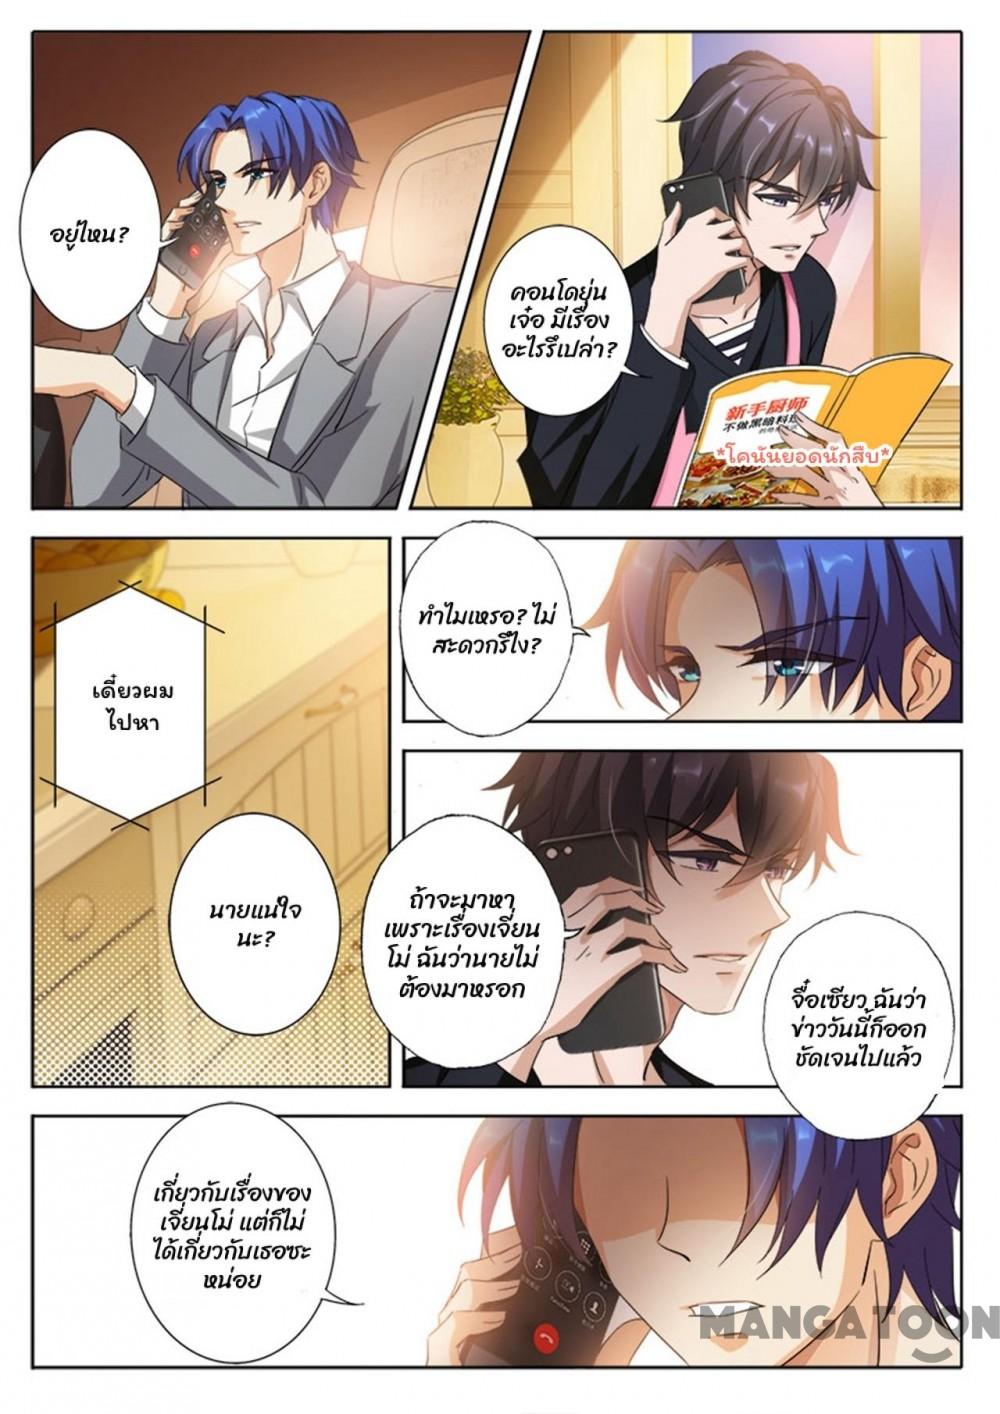 อยู่ไหน?
คอนโดยุ่น
เจ๋อ มีเรื่อง
อะไรรึเปล่า?
新手厨师
不做黑暗料理
*โคนันยอดนักสืบ*
เดี๋ยวผม
ไปหา
ทำไมเหรอ? ไม่
สะดวกรึไง?
นายแน่ใจ
นะ?
ถ้าจะมาหา
เพราะเรื่องเจี่ยน
โม่ ฉันว่านายไม่
ต้องมาหรอก
จื่อเซียว ฉันว่า
ข่าววันนี้ก็ออก
ชัดเจนไปแล้ว
เกี่ยวกับเรื่องของ
เจี่ยนโม่ แต่ก็ไม่
ได้เกี่ยวกับเธอซะ
หน่อย
MANGATOON